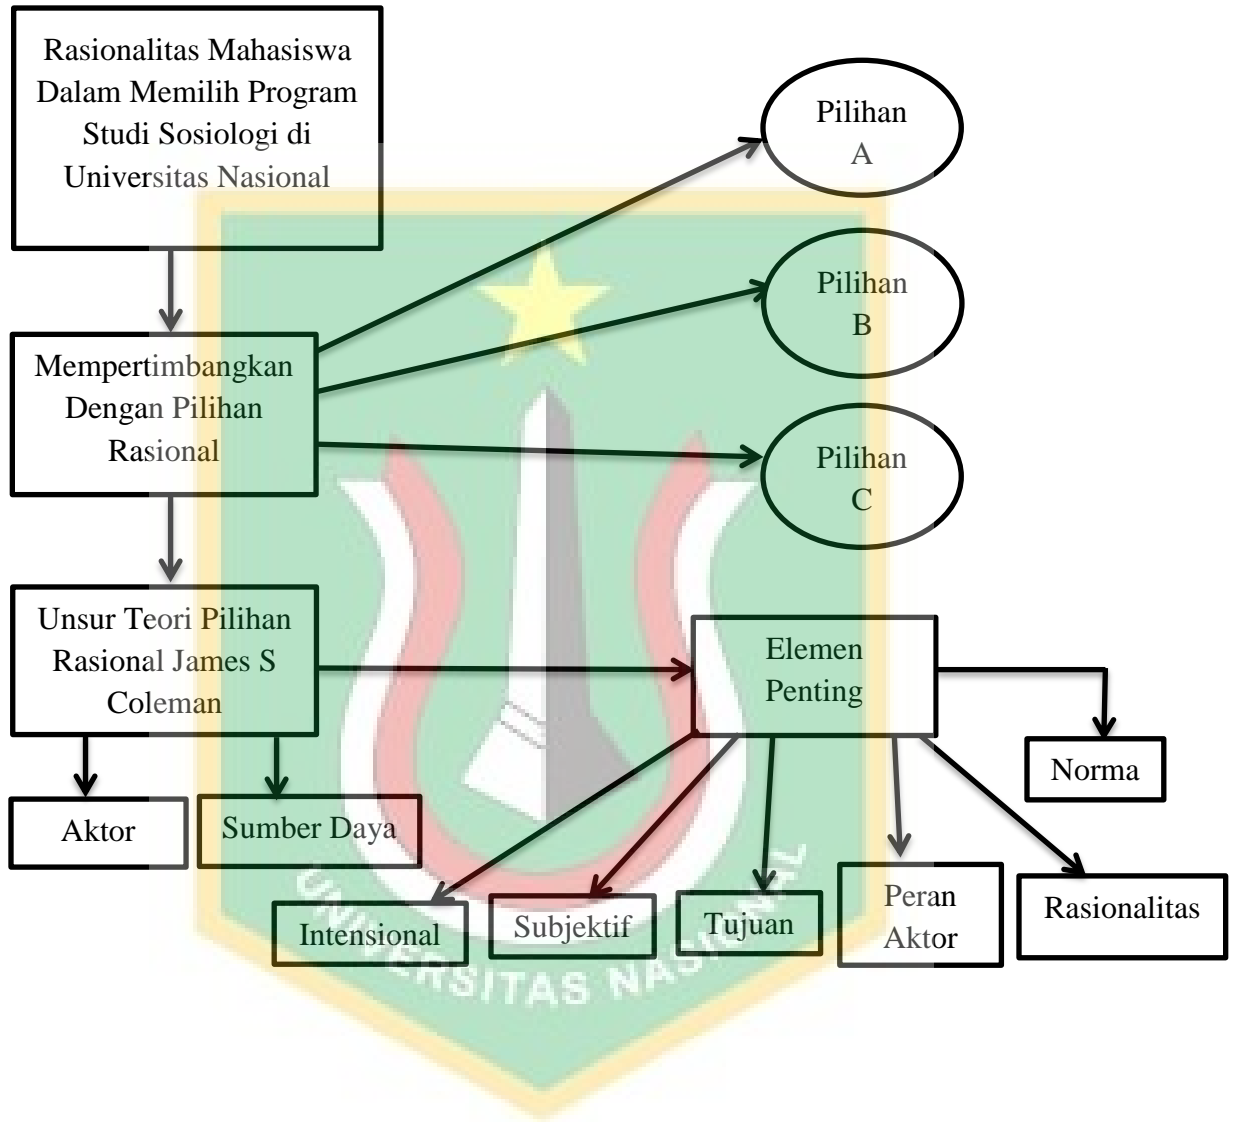 Rasionalitas Mahasiswa
Dalam Memilih Program
Studi Sosiologi di
Universitas Nasional
Pilihan
A
Pilihan
B
Mempertimbangkan
Dengan Pilihan
Rasional
Pilihan
C
Unsur Teori Pilihan
Rasional James S
Coleman
Elemen
Penting
Norma
Aktor
Sumber Daya
Intensional
Subjektif
Tujuan
Peran
Aktor
Rasionalitas
UNIVERSITAS NASIONAL